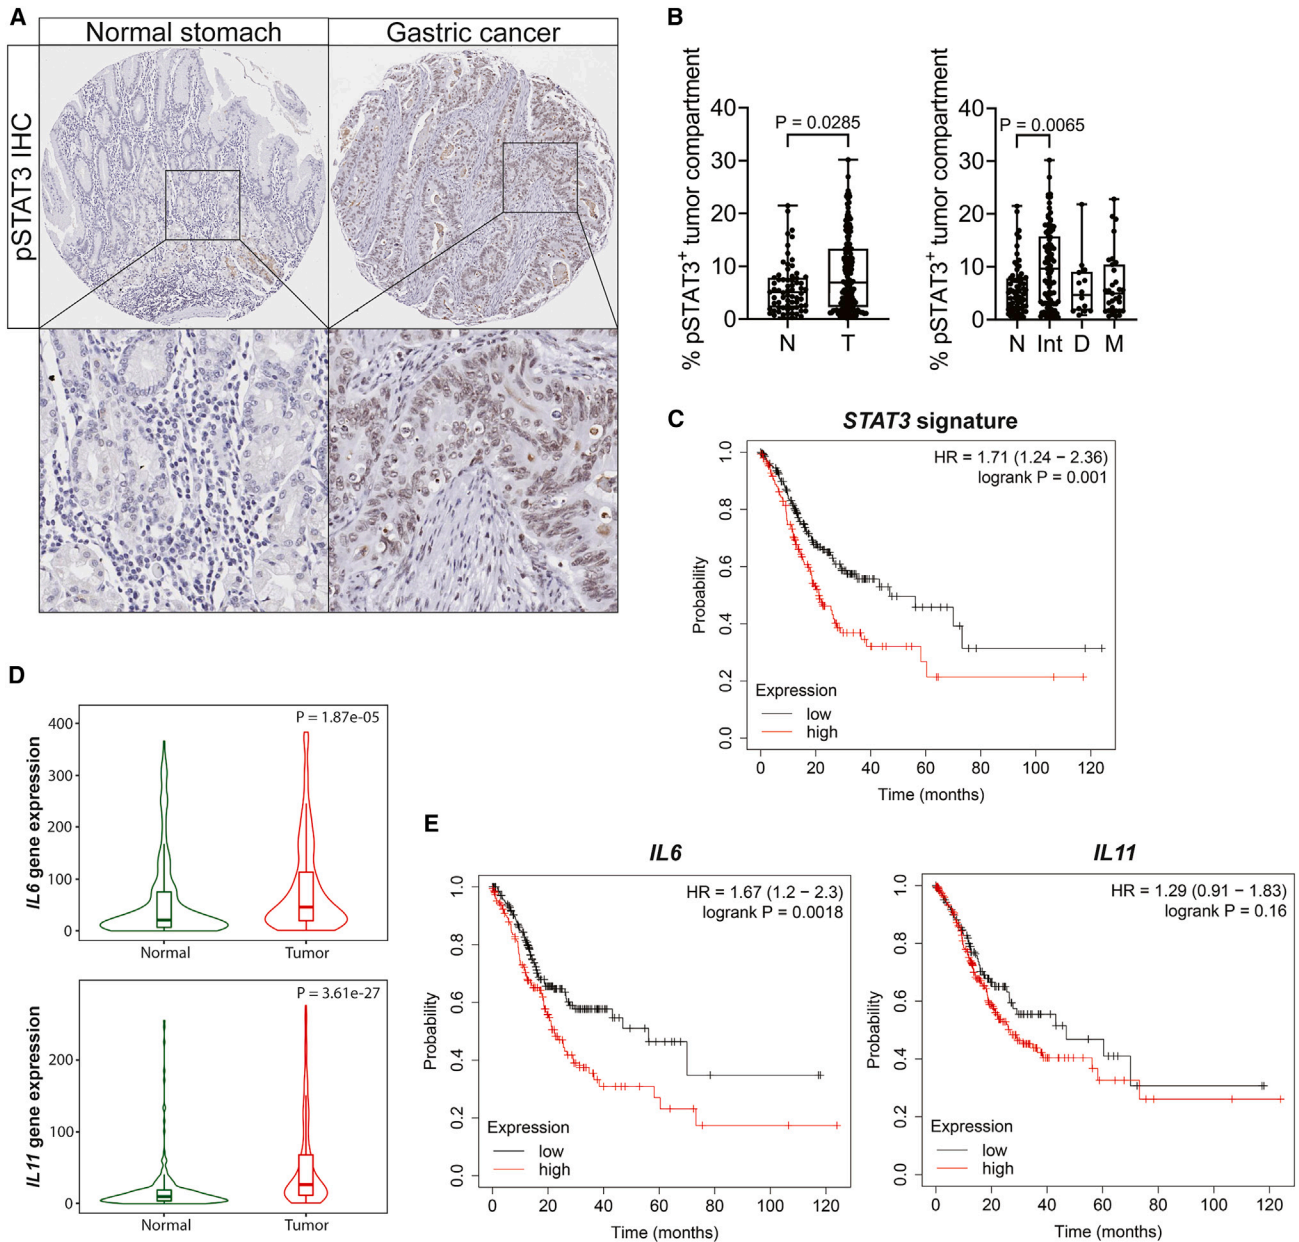 A
Normal stomach
Gastric cancer
pSTAT3 IHC
B
% pSTAT3+ tumor compartment
40
30
20
10
0
P = 0.0285
N
T
% pSTAT3+ tumor compartment
40
30
20
10
0
P = 0.0065
N
Int
D
M
C
STAT3 signature
HR = 1.71 (1.24 − 2.36)
logrank P = 0.001
Probability
1.0
0.8
0.6
0.4
0.2
0.0
Expression
low
high
0
20
40
60
80
100
120
Time (months)
D
IL6 gene expression
400
300
200
100
0
P = 1.87e-05
Normal
Tumor
IL11 gene expression
200
100
0
P = 3.61e-27
Normal
Tumor
E
IL6
HR = 1.67 (1.2 − 2.3)
logrank P = 0.0018
Probability
1.0
0.8
0.6
0.4
0.2
0.0
Expression
low
high
0
20
40
60
80
100
120
Time (months)
IL11
HR = 1.29 (0.91 − 1.83)
logrank P = 0.16
Probability
1.0
0.8
0.6
0.4
0.2
0.0
Expression
low
high
0
20
40
60
80
100
120
Time (months)